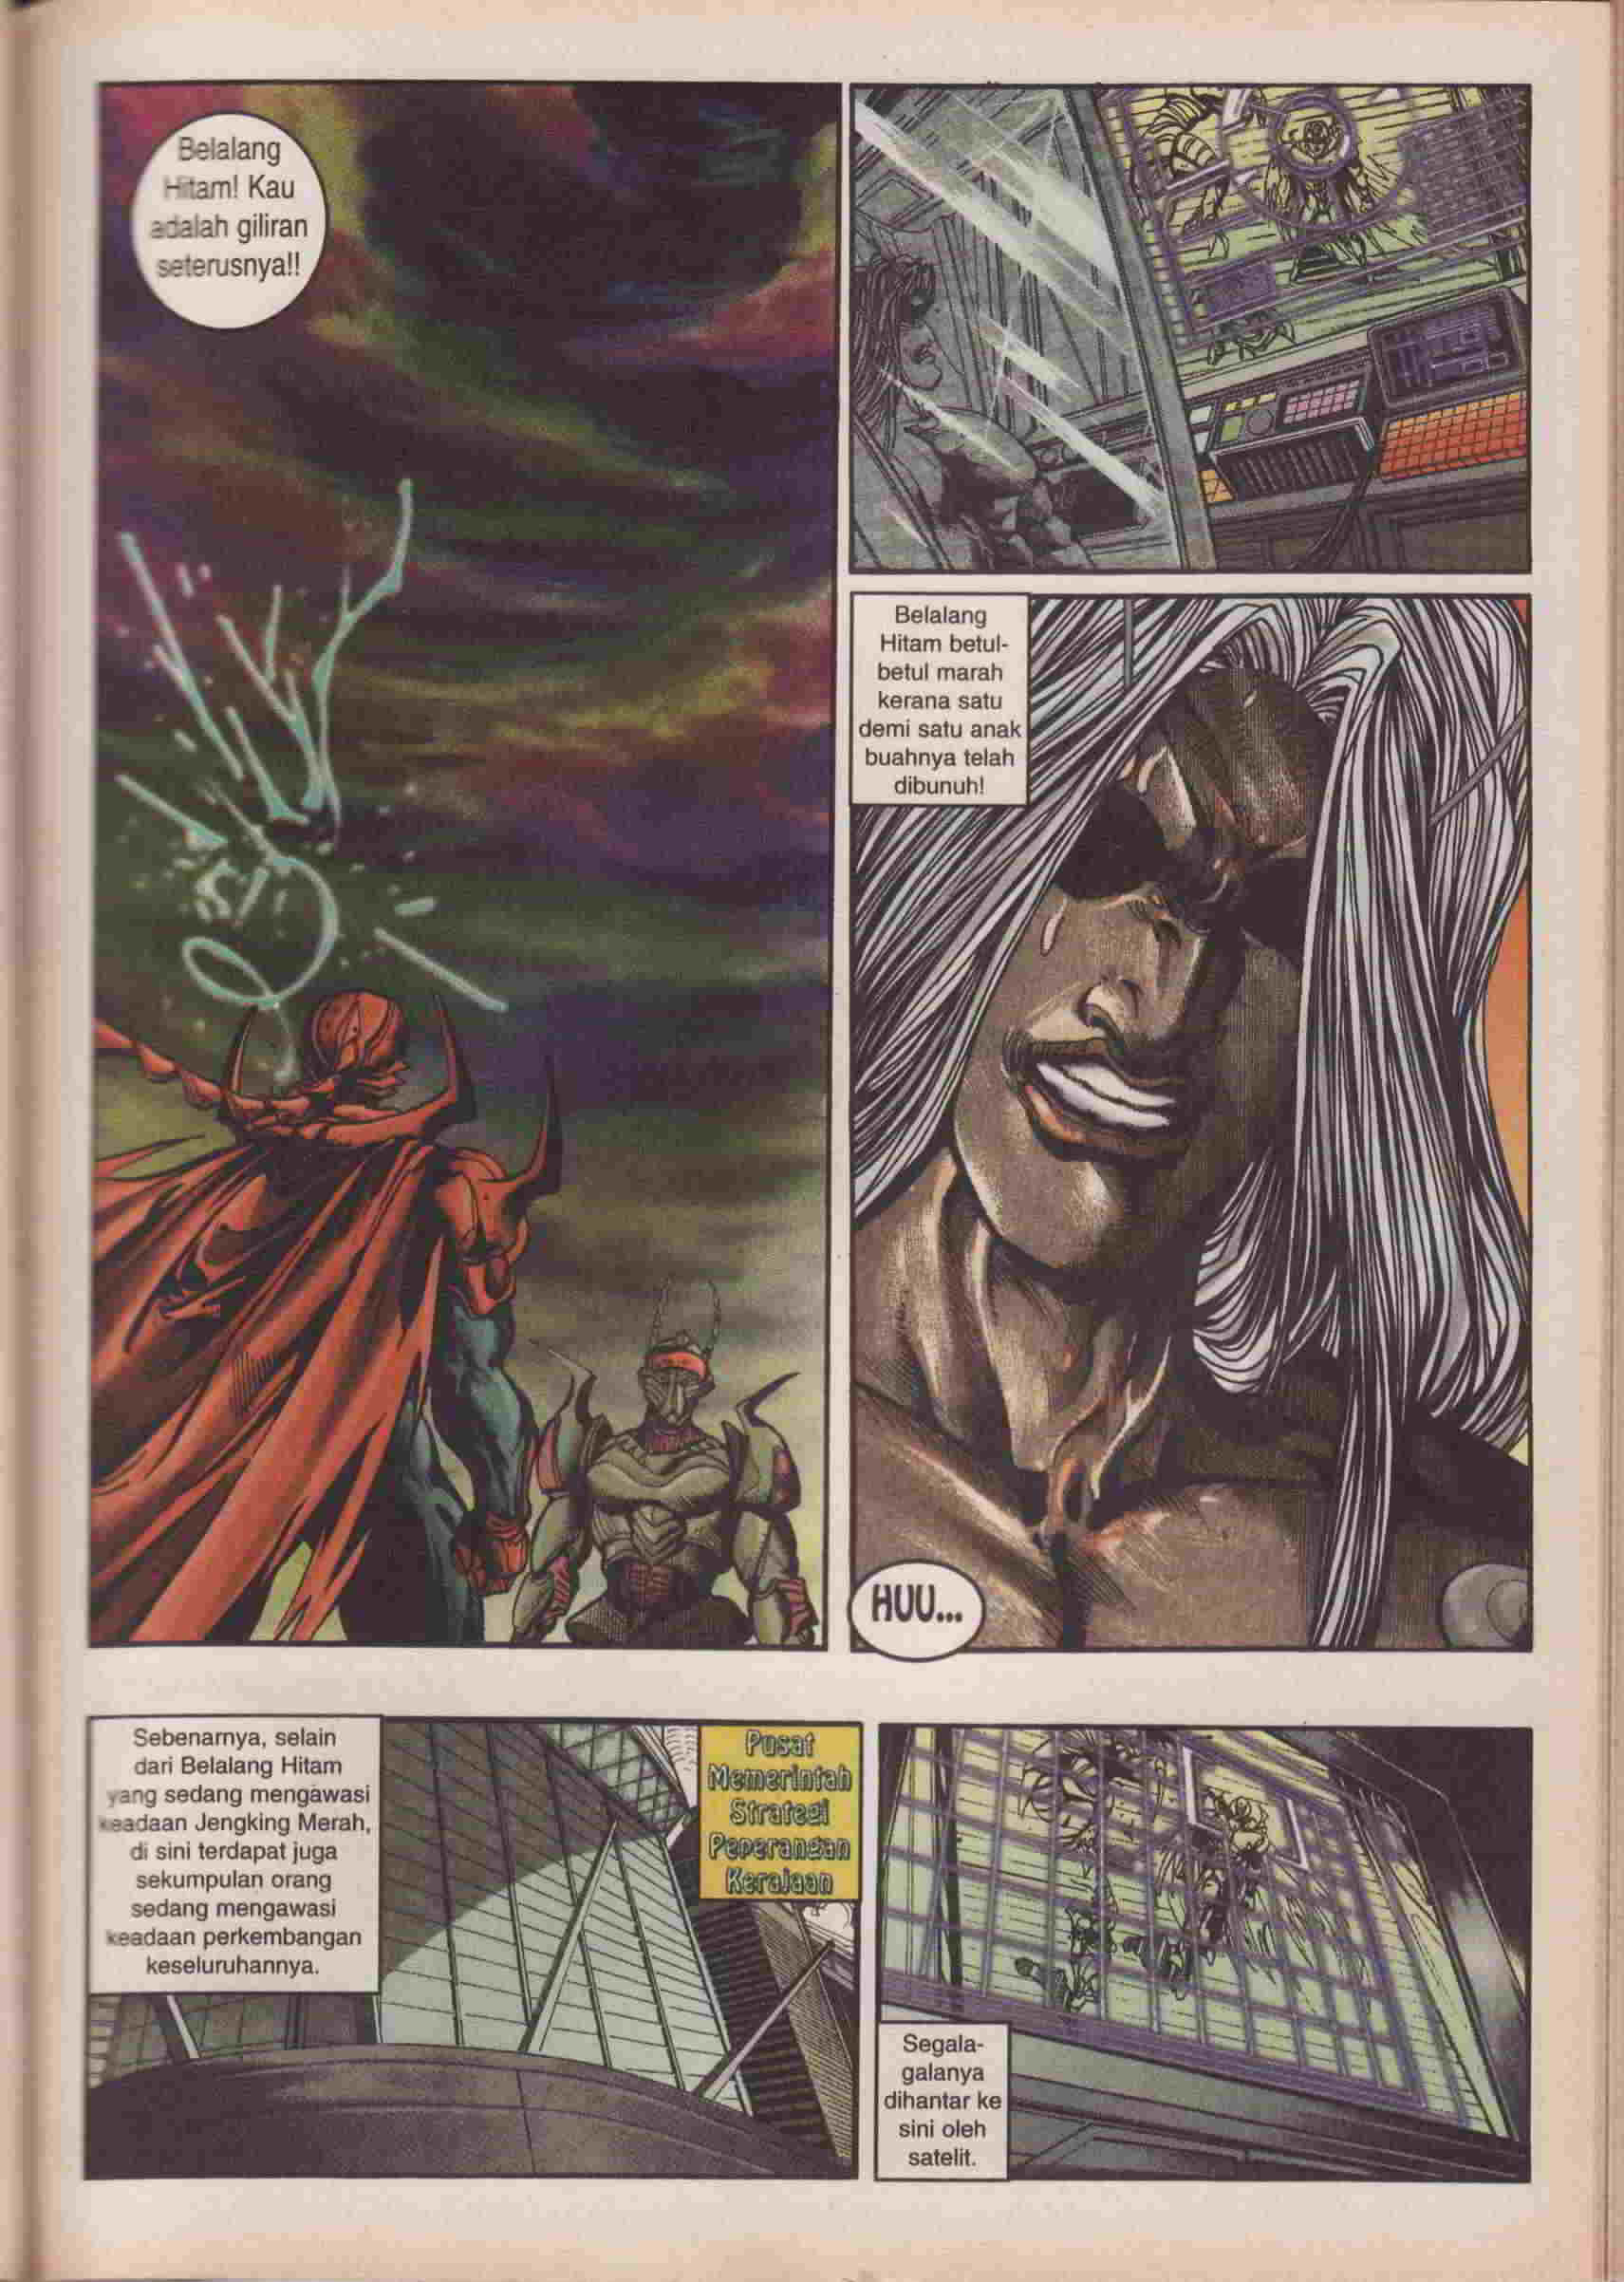 Belalang
Hitam! Kau
adalah giliran
seterusnya!!
Belalang
Hitam betul-
betul marah
kerana satu
demi satu anak
buahnya telah
dibunuh!
HUU...
Sebenarnya, selain
dari Belalang Hitam
yang sedang mengawasi
keadaan Jengking Merah,
di sini terdapat juga
sekumpulan orang
sedang mengawasi
keadaan perkembangan
keseluruhannya.
Pusat
Memerintah
Strategi
Peperangan
Kerajaan
Segala-
galanya
dihantar ke
sini oleh
satelit.